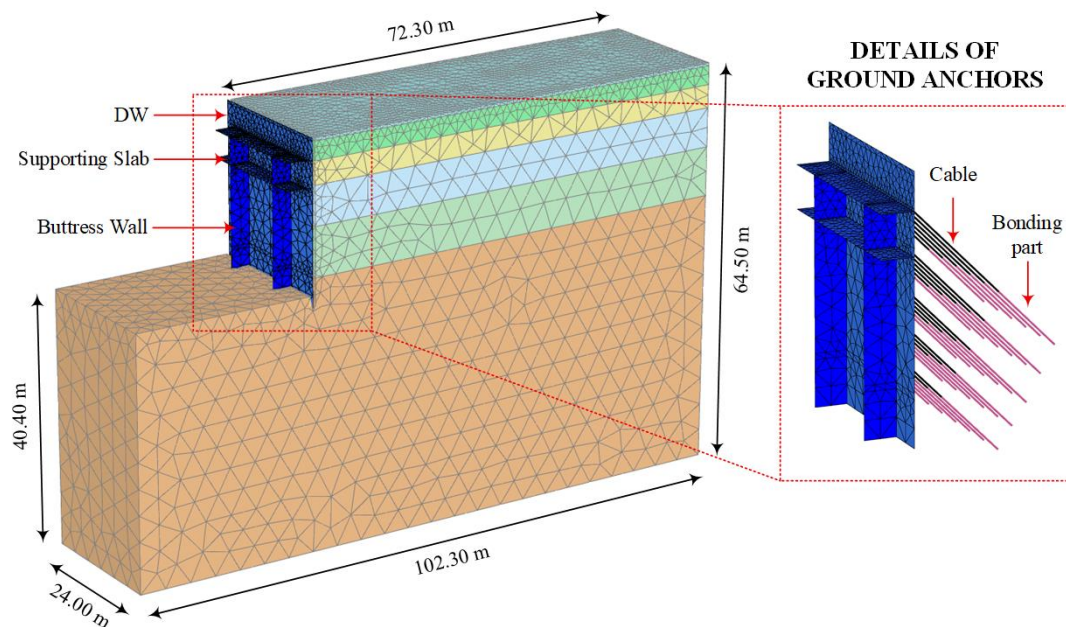 72.30 m
DETAILS OF
GROUND ANCHORS
DW
Supporting Slab
Buttress Wall
Cable
Bonding
part
64.50 m
40.40 m
24.00 m
102.30 m